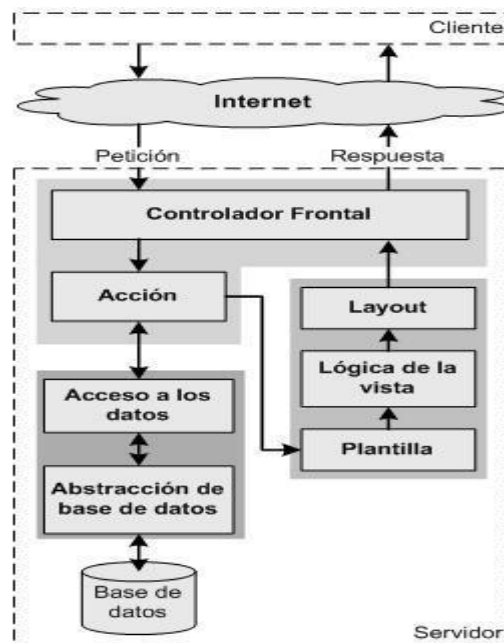 Cliente
Internet
Petición
Respuesta
Controlador Frontal
Acción
Layout
Lógica de la
vista
Plantilla
Acceso a los
datos
Abstracción de
base de datos
Base de
datos
Servidor